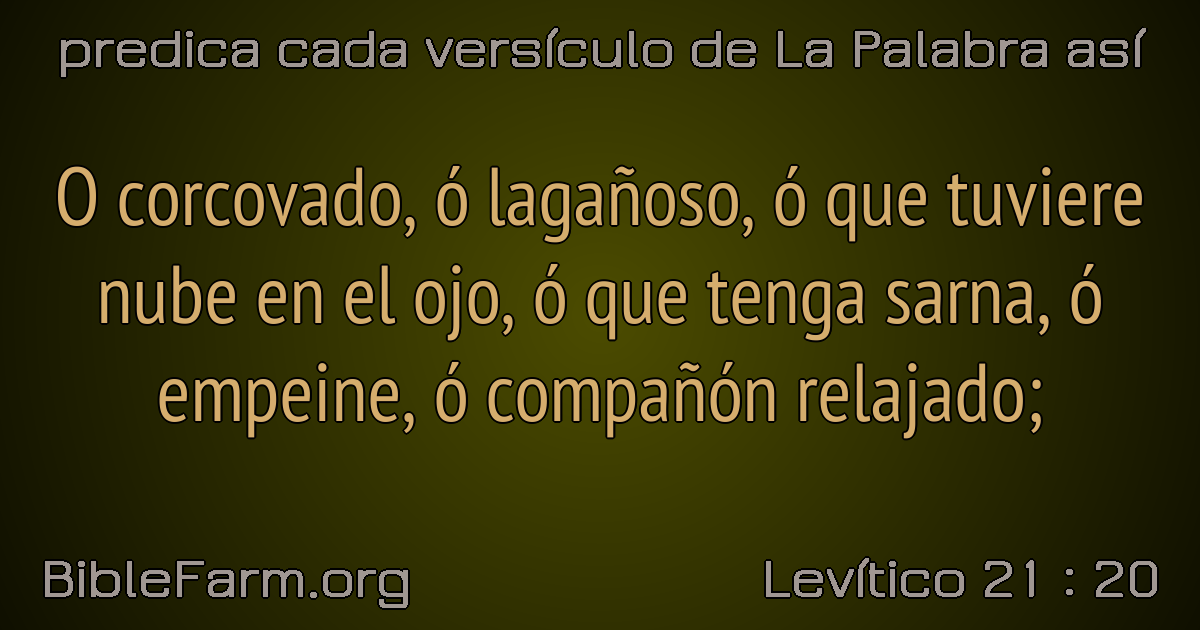 predica cada versículo de La Palabra así
O corcovado, ó lagañoso, ó que tuviere
nube en el ojo, ó que tenga sarna, ó
empeine, ó compañón relajado;
BibleFarm.org
Levítico 21 : 20